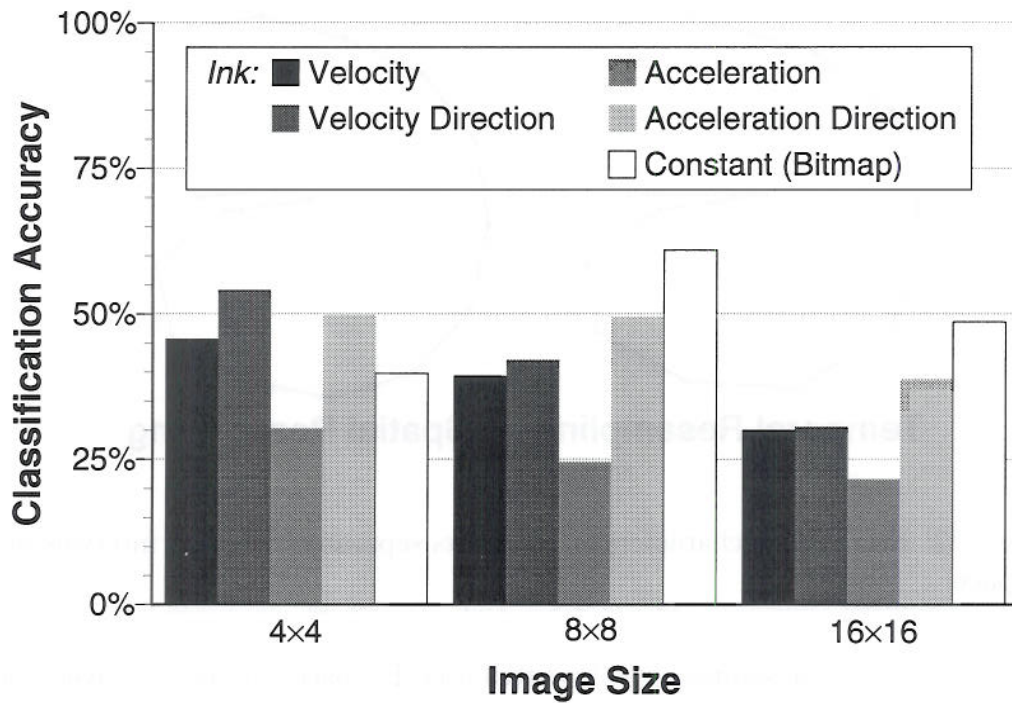 100%
75%
50%
25%
0%
Classification Accuracy
Ink: Velocity Acceleration
Velocity Direction Acceleration Direction
Constant (Bitmap)
4×4 8×8 16×16
Image Size